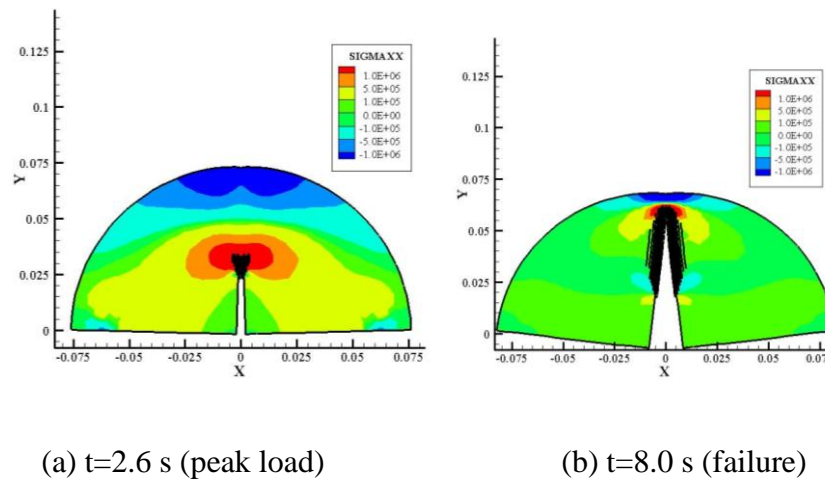 0.125
0.1
0.075
0.05
0.025
0
Y
-0.075 -0.05 -0.025 0 0.025 0.05 0.075
X
SIGMAXX
1.0E+06
5.0E+05
1.0E+05
0.0E+00
-1.0E+05
-5.0E+05
-1.0E+06
0.125
0.1
0.075
0.05
0.025
0
Y
-0.075 -0.05 -0.025 0 0.025 0.05
X
SIGMAXX
1.0E+06
5.0E+05
1.0E+05
0.0E+00
-1.0E+05
-5.0E+05
-1.0E+06
(a) t=2.6 s (peak load)
(b) t=8.0 s (failure)